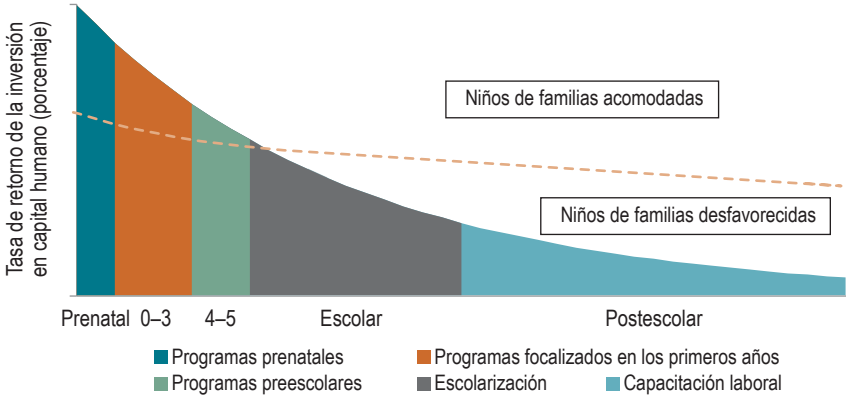 Tasa de retorno de la inversión
en capital humano (porcentaje)
Niños de familias acomodadas
Niños de familias desfavorecidas
Prenatal 0–3 4–5 Escolar Postescolar
Programas prenatales Programas focalizados en los primeros años
Programas preescolares Escolarización Capacitación laboral